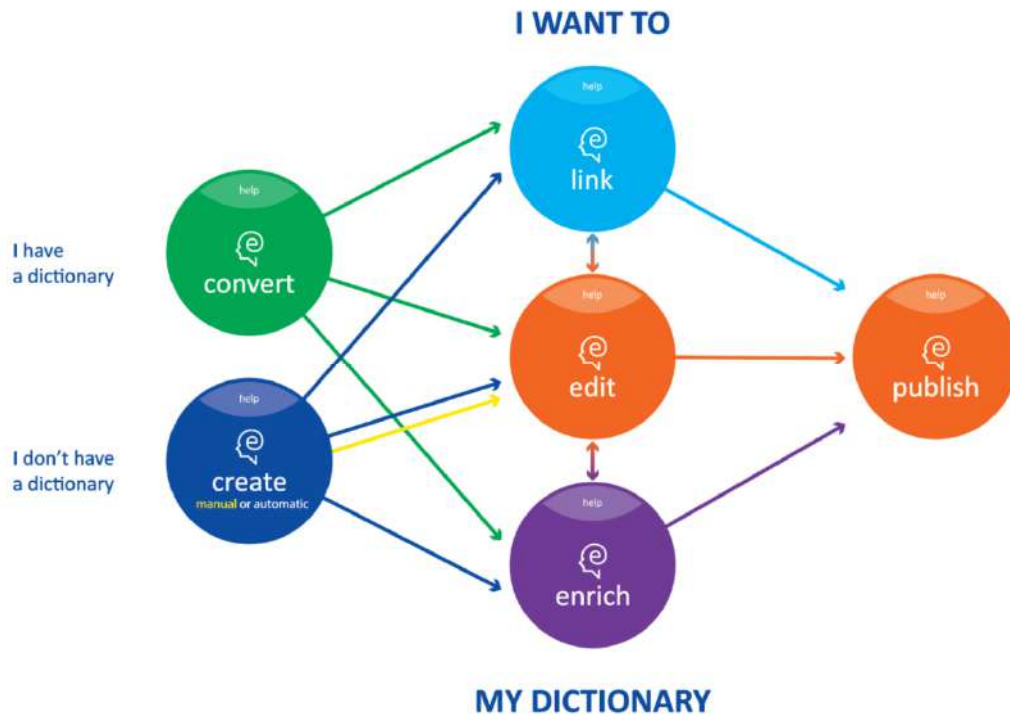 I WANT TO
help
link
help
convert
I have
a dictionary
help
edit
help
publish
help
create
manual or automatic
I don't have
a dictionary
help
enrich
MY DICTIONARY